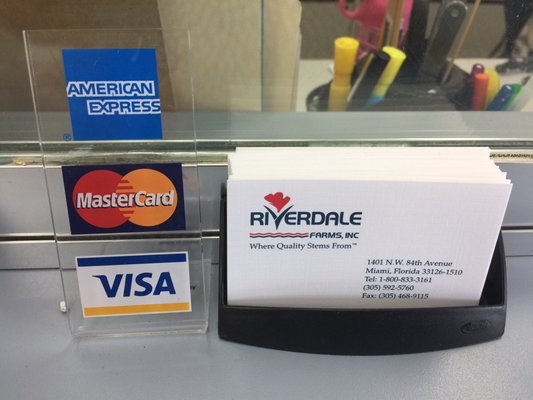 AMERICAN
EXPRESS
MasterCard
VISA
RIVERDALE
FARMS, INC
Where Quality Stems From™
1401 N.W. 84th Avenue
Miami, Florida 33126-1510
Tel: 1-800-833-3161
(305) 592-5760
Fax: (305) 468-9115